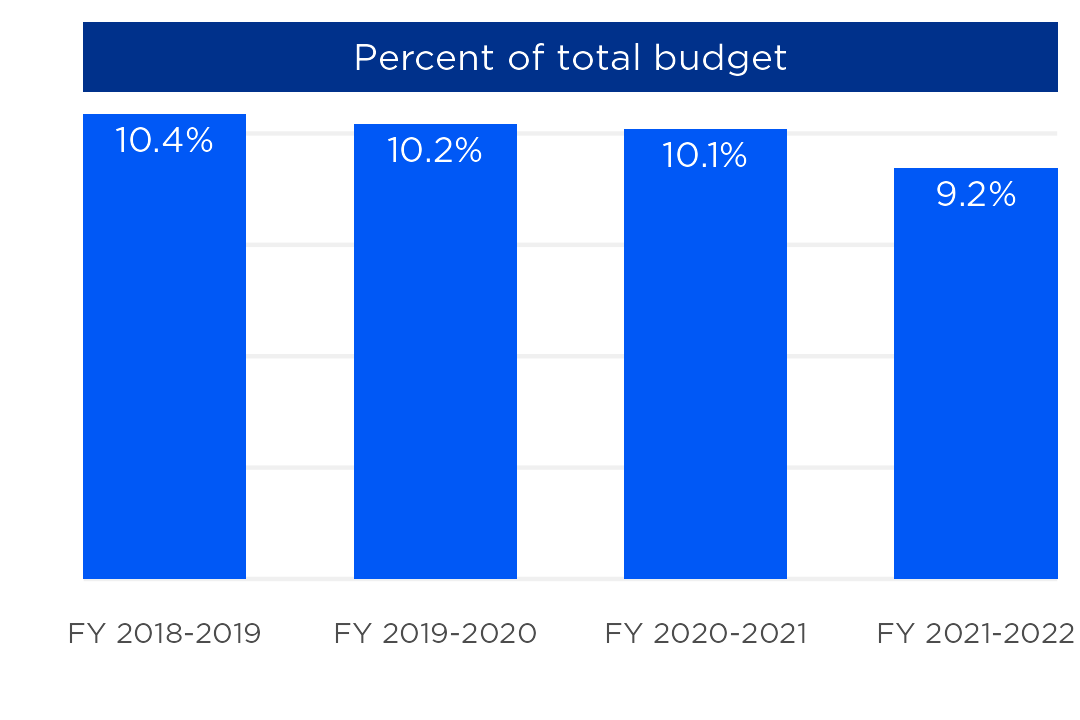 Percent of total budget
10.4%
10.2%
10.1%
9.2%
FY 2018-2019
FY 2019-2020
FY 2020-2021
FY 2021-2022